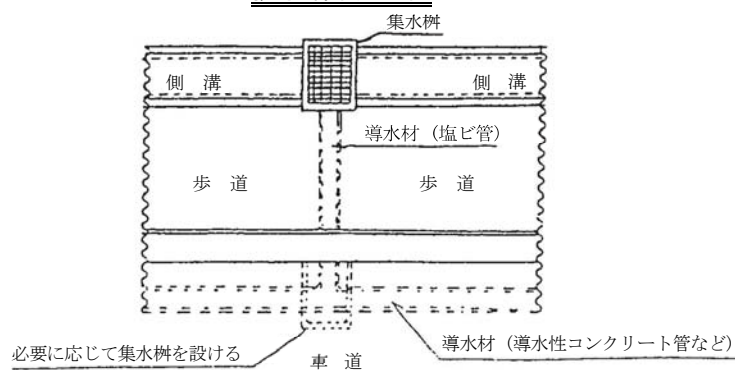 集水桝
側 溝
側 溝
導水材（塩ビ管）
歩 道
歩 道
導水材（導水性コンクリート管など）
必要に応じて集水桝を設ける
車 道